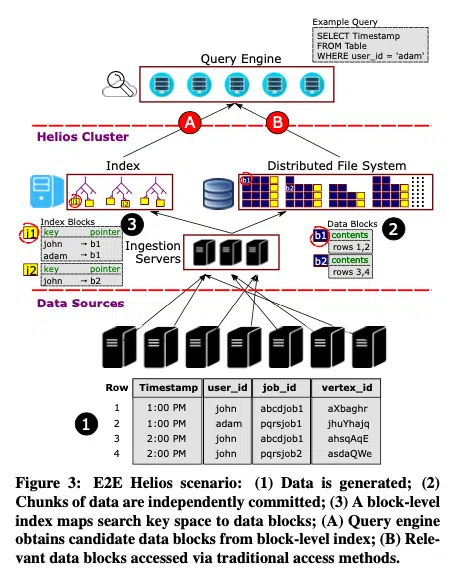 Example Query
SELECT Timestamp
FROM Table
WHERE user_id = 'adam'
Query Engine
A
B
Helios Cluster
Index
Distributed File System
i1
i2
b1
b2
3
2
Index Blocks
i1 key pointer
john → b1
adam → b1
i2 key pointer
john → b2
Ingestion
Servers
Data Blocks
b1 contents
rows 1,2
b2 contents
rows 3,4
Data Sources
1
Row Timestamp user_id job_id vertex_id
1 1:00 PM john abcdjob1 aXbaghr
2 1:00 PM adam pqrsjob1 jhuYhajq
3 2:00 PM john abcdjob1 ahsqAqE
4 2:00 PM john pqrsjob2 asdaQWe
Figure 3: E2E Helios scenario: (1) Data is generated; (2)
Chunks of data are independently committed; (3) A block-level
index maps search key space to data blocks; (A) Query engine
obtains candidate data blocks from block-level index; (B) Rele-
vant data blocks accessed via traditional access methods.